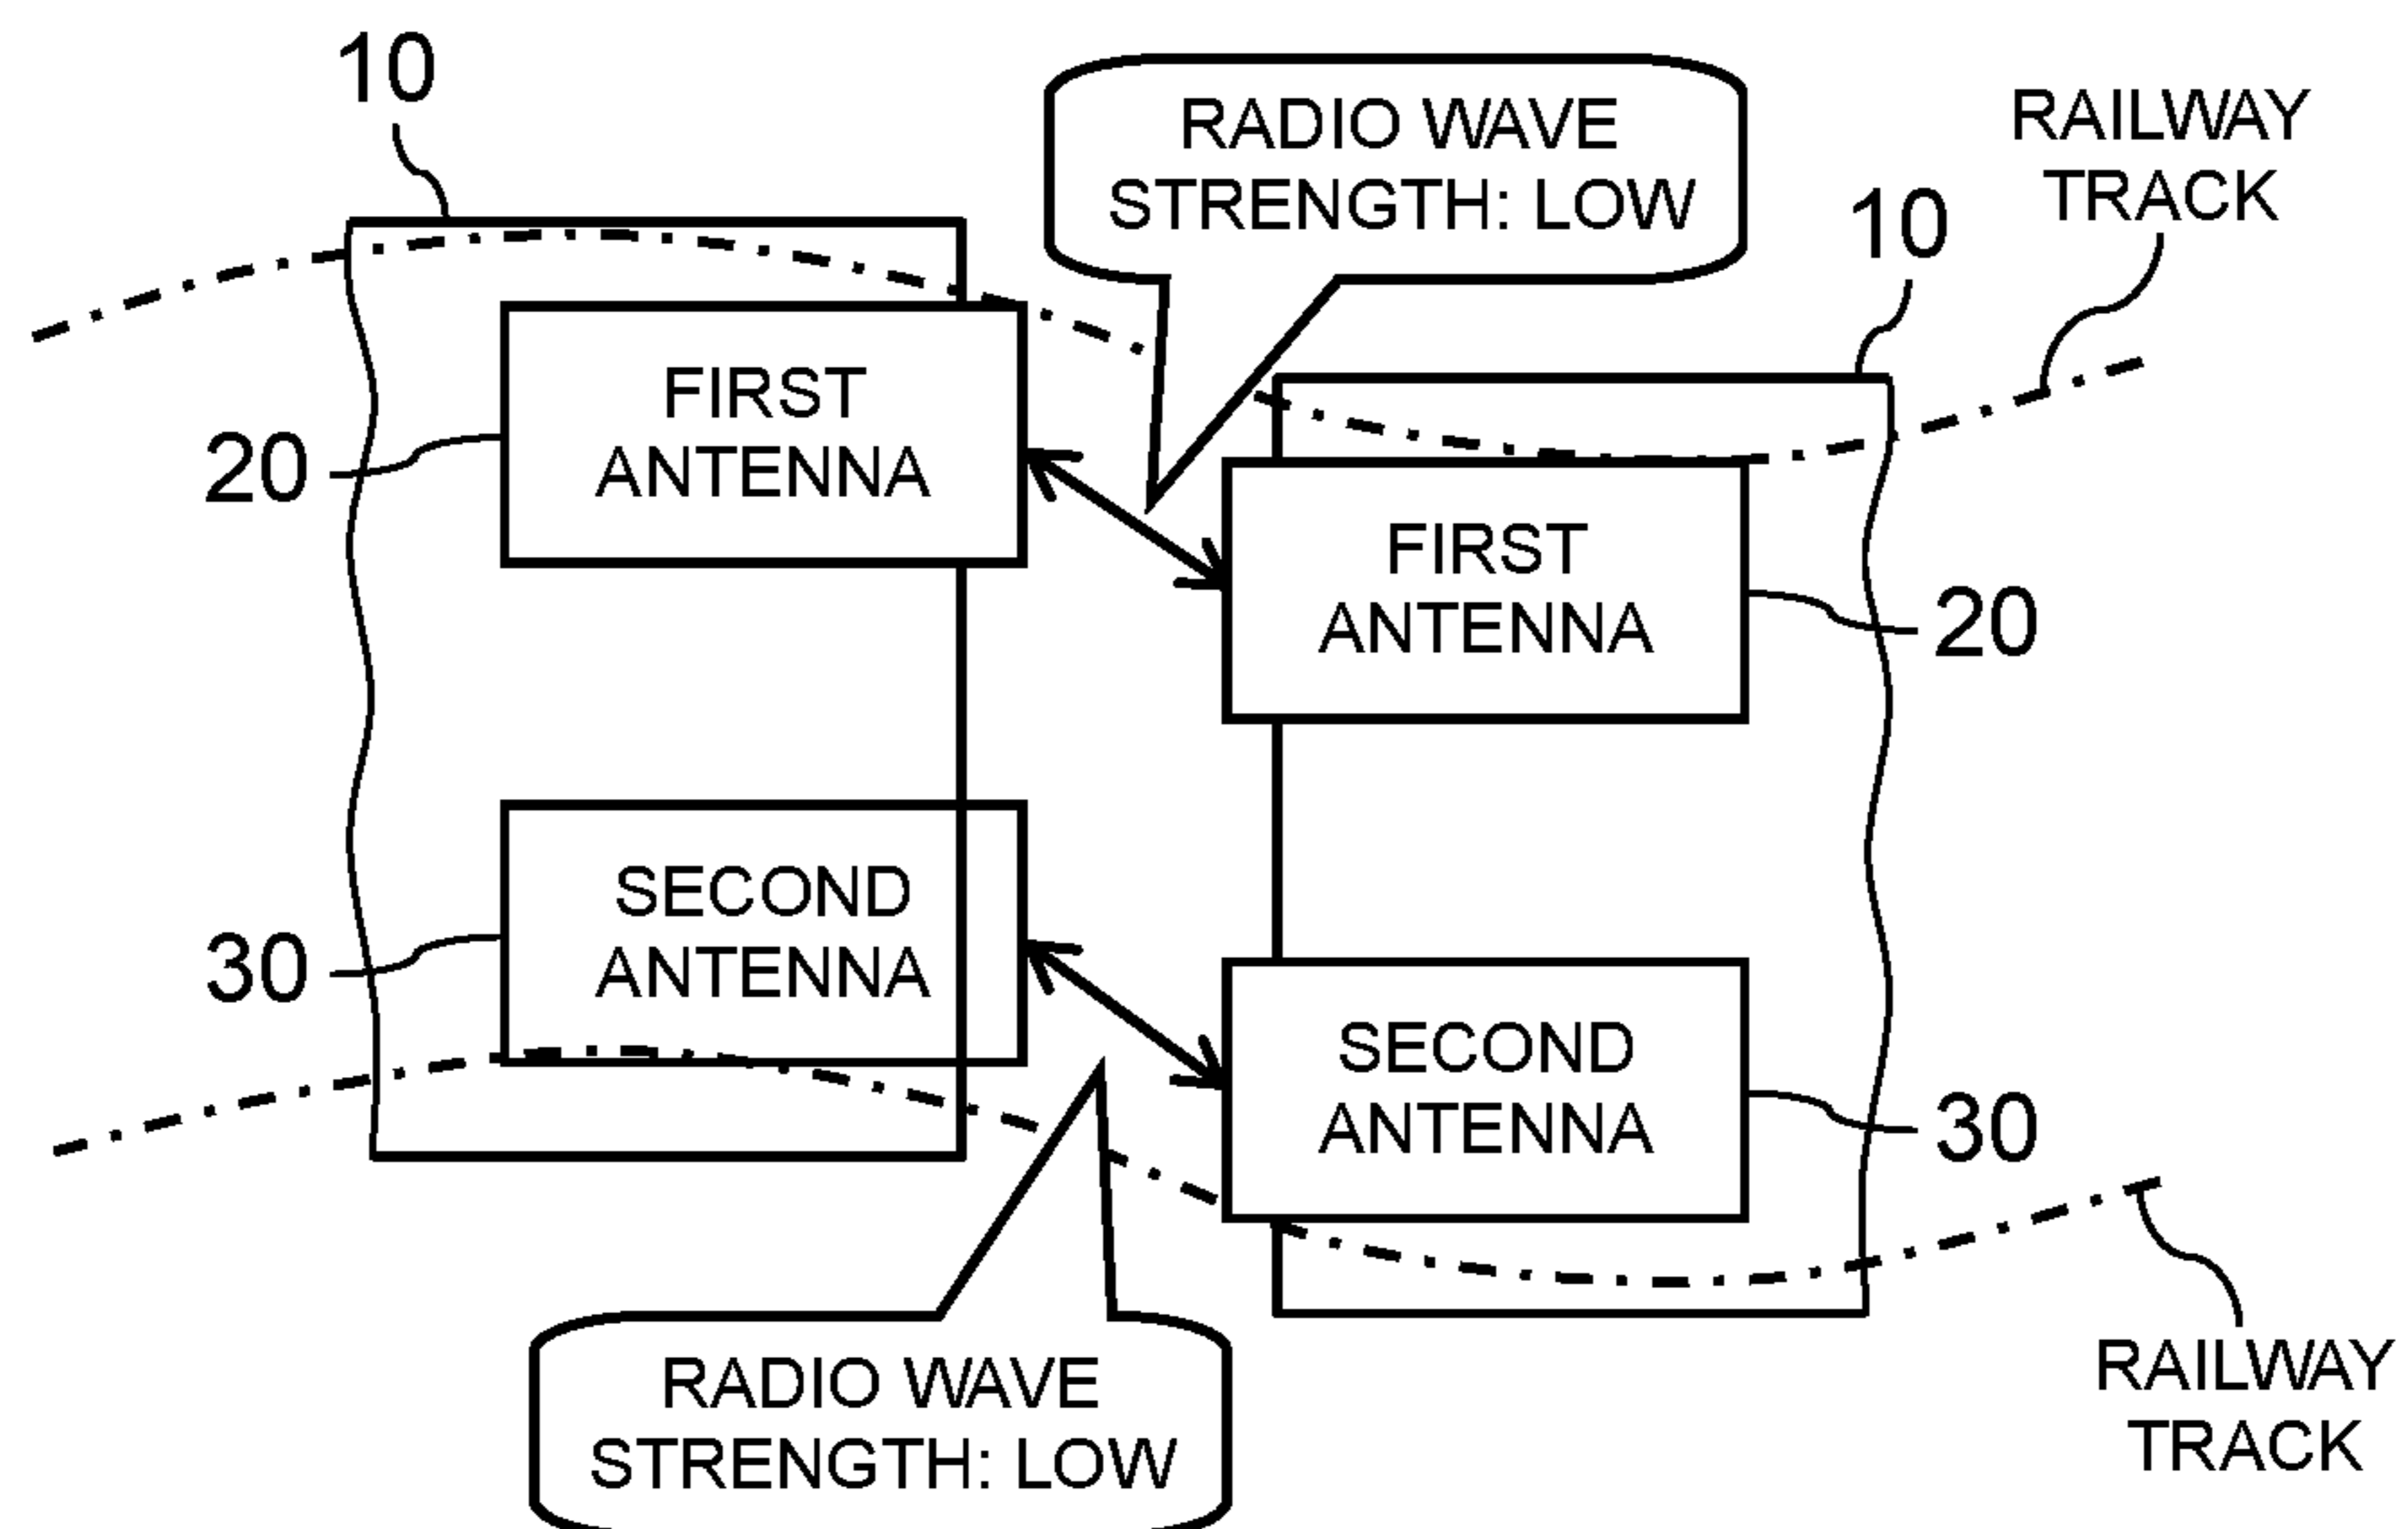 10
RADIO WAVE
STRENGTH: LOW
RAILWAY
TRACK
10
FIRST
ANTENNA
20
FIRST
ANTENNA
20
SECOND
ANTENNA
30
SECOND
ANTENNA
30
RADIO WAVE
STRENGTH: LOW
RAILWAY
TRACK